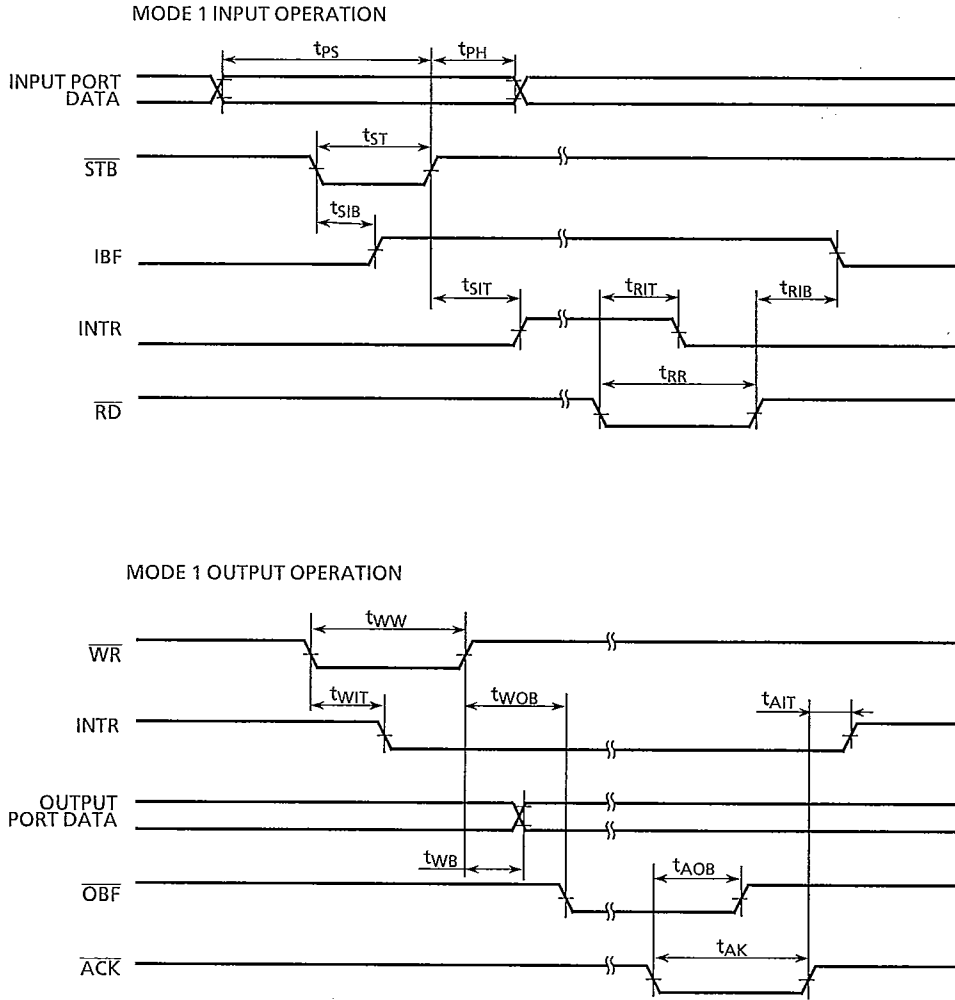 MODE 1 INPUT OPERATION
tPS
tPH
INPUT PORT
DATA
tST
STB
tSIB
IBF
tSIT
tRIT
tRIB
INTR
tRR
RD
MODE 1 OUTPUT OPERATION
tWW
WR
tWIT
tWOB
tAIT
INTR
OUTPUT
PORT DATA
tWB
tAOB
OBF
tAK
ACK